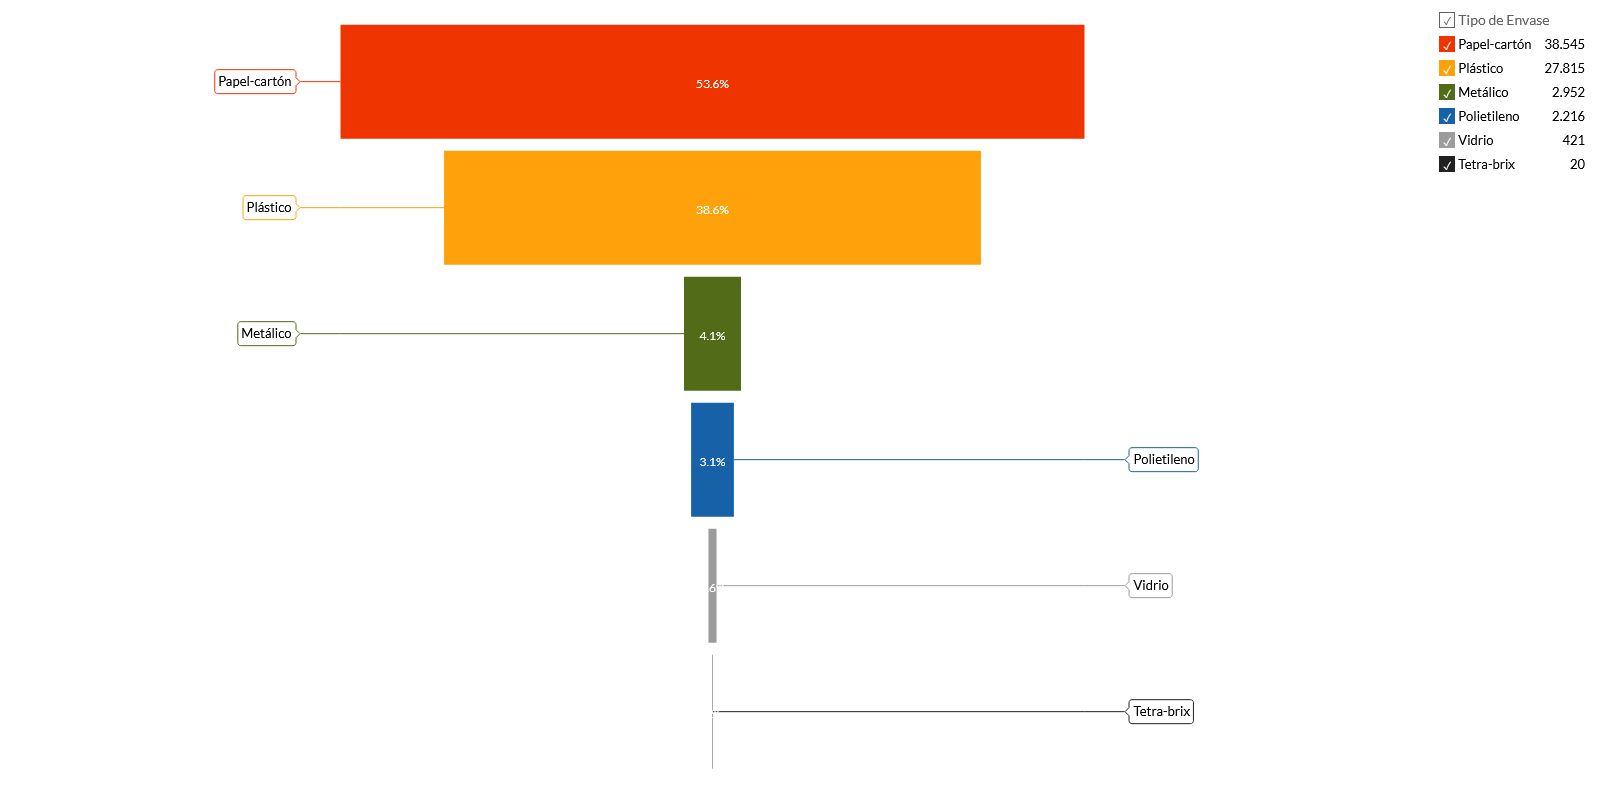 Tipo de Envase
Papel-cartón 38.545
Plástico 27.815
Metálico 2.952
Polietileno 2.216
Vidrio 421
Tetra-brix 20
Papel-cartón
53.6%
Plástico
38.6%
Metálico
4.1%
3.1%
Polietileno
Vidrio
Tetra-brix